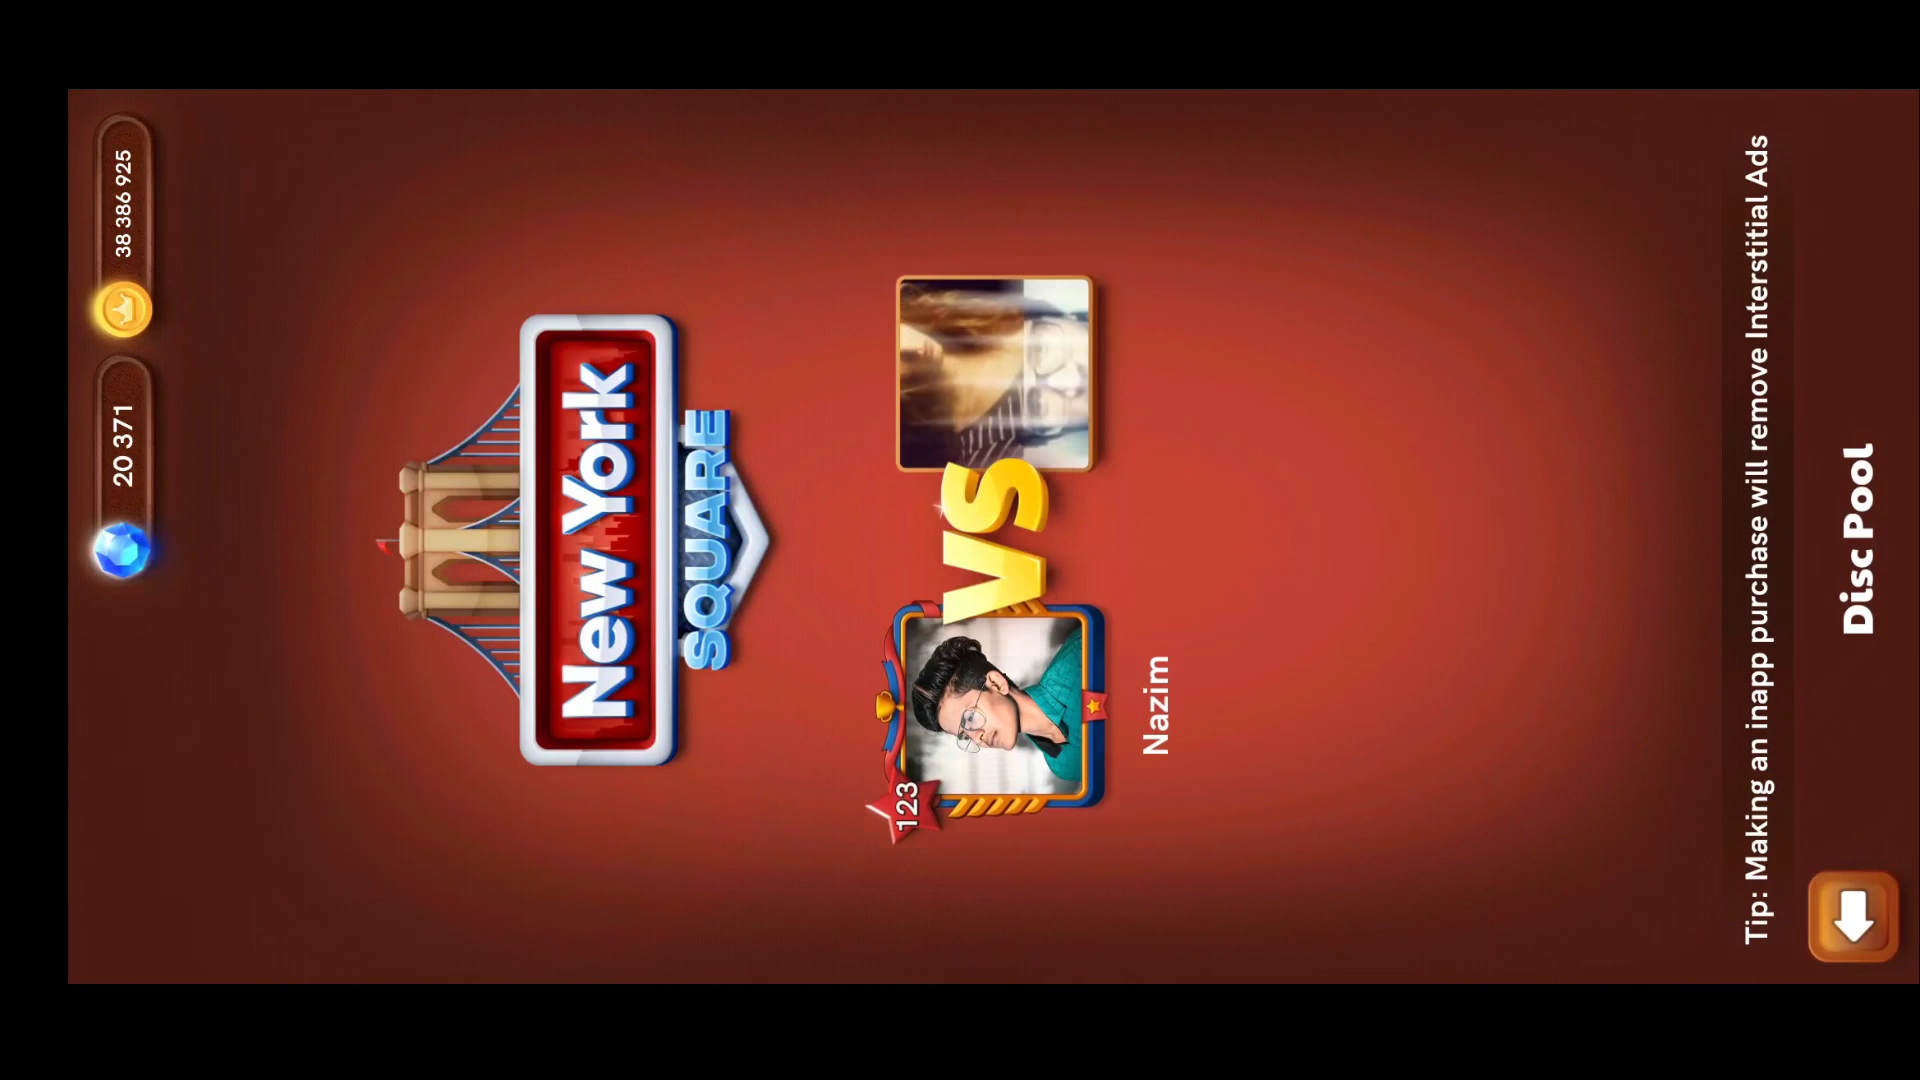 20 371
38 386 925
New York
SQUARE
VS
123
Nazim
Tip: Making an inapp purchase will remove Interstitial Ads
Disc Pool